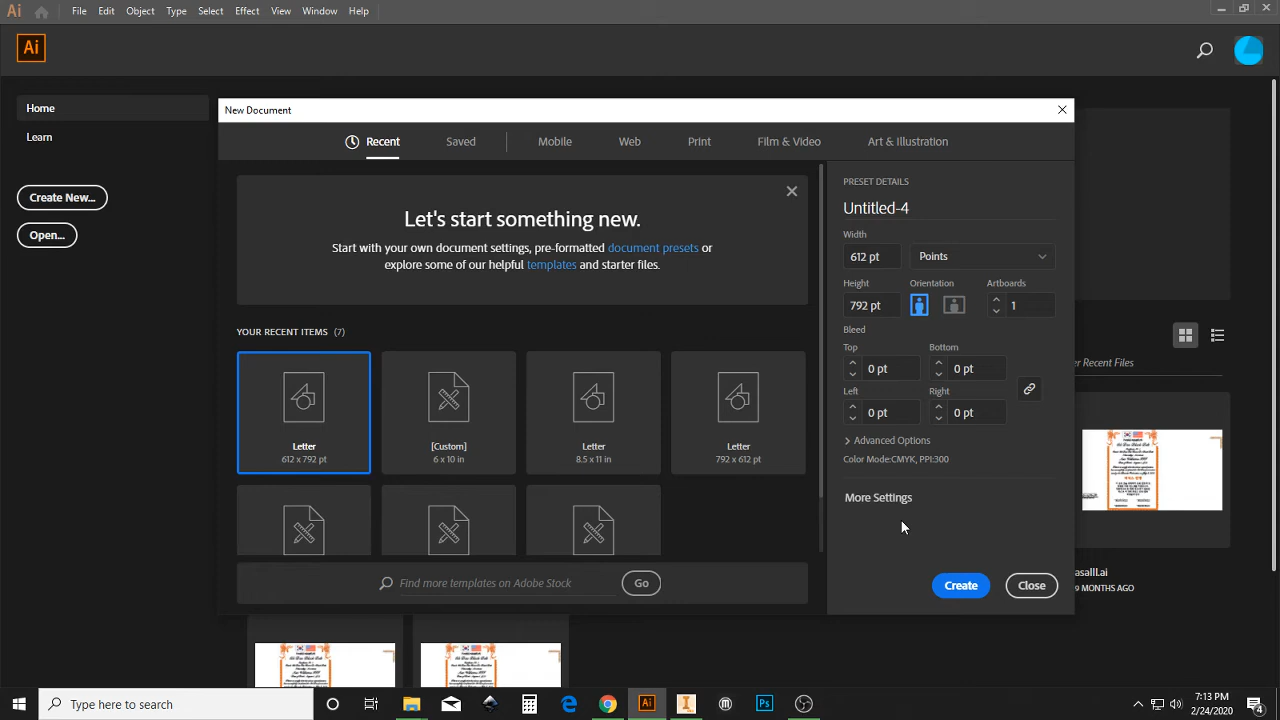 Ai File Edit Object Type Select Effect View Window Help
Ai
Home
Learn
Create New...
Open...
New Document
Recent Saved Mobile Web Print Film & Video Art & Illustration
Let's start something new.
Start with your own document settings, pre-formatted document presets or
explore some of our helpful templates and starter files.
YOUR RECENT ITEMS (7)
Letter
612 x 792 pt
[Custom]
6 x 10 in
Letter
8.5 x 11 in
Letter
792 x 612 pt
Find more templates on Adobe Stock Go
PRESET DETAILS
Untitled-4
Width
612 pt Points
Height Orientation Artboards
792 pt 1
Bleed
Top Bottom
0 pt 0 pt
Left Right
0 pt 0 pt
Advanced Options
Color Mode:CMYK, PPI:300
More Settings
Create Close
Recent Files
asalII.ai
9 MONTHS AGO
Type here to search
Ai
I
Ps
7:13 PM
2/24/2020
4